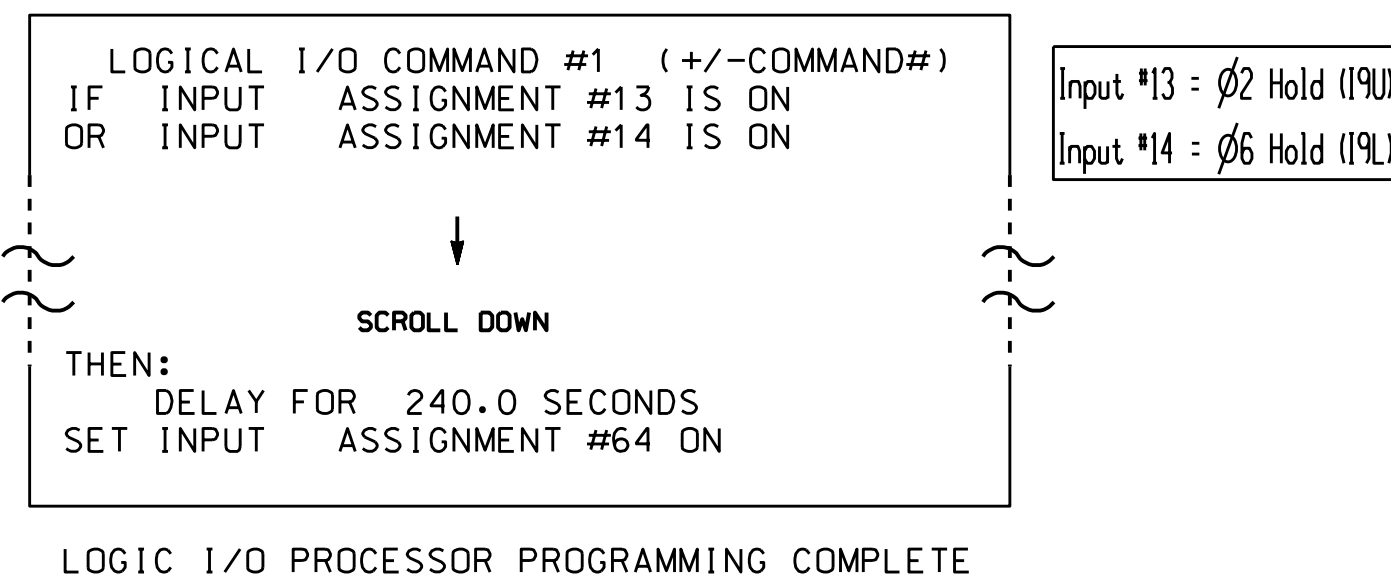 LOGICAL I/O COMMAND #1 (+/-COMMAND#)
IF INPUT ASSIGNMENT #13 IS ON
OR INPUT ASSIGNMENT #14 IS ON
Input #13 = Ø2 Hold (I9U)
Input #14 = Ø6 Hold (I9L)
SCROLL DOWN
THEN:
DELAY FOR 240.0 SECONDS
SET INPUT ASSIGNMENT #64 ON
LOGIC I/O PROCESSOR PROGRAMMING COMPLETE